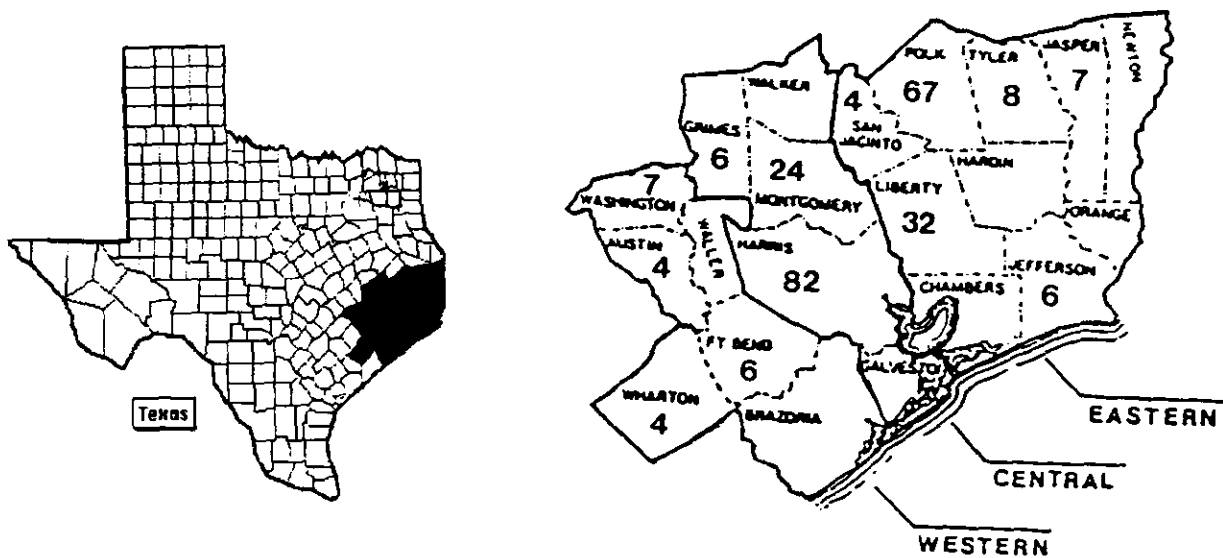 Texas
POLK
67
TYLER
8
JASPER
7
NEWTON
WALKER
4
SAN
JACINTO
GRIMES
6
24
MONTGOMERY
HARDIN
LIBERTY
32
7
WASHINGTON
WALLER
ORANGE
AUSTIN
4
HARRIS
82
JEFFERSON
6
CHAMBERS
FT BEND
6
GALVESTON
WHARTON
4
BRAZORIA
EASTERN
CENTRAL
WESTERN